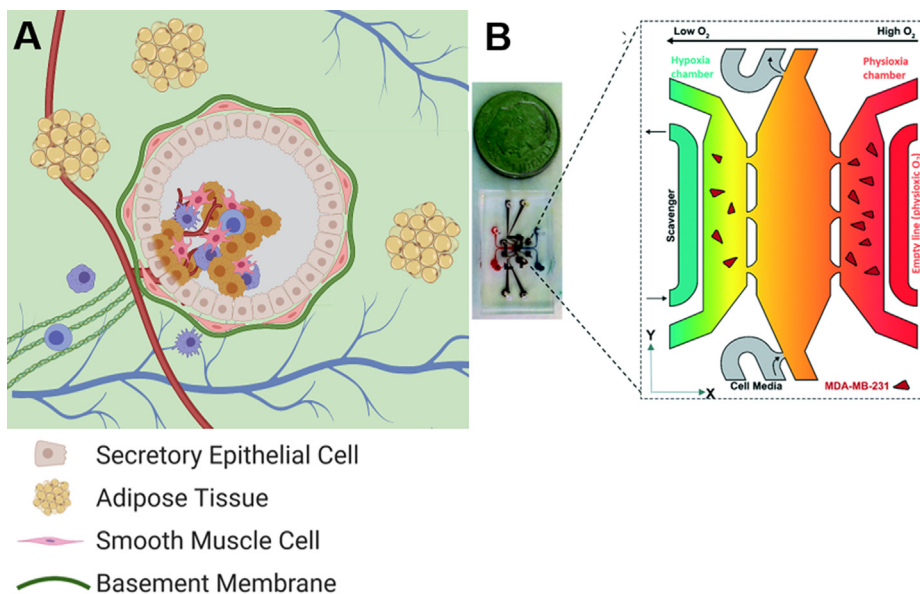 A
B
Low O₂
High O₂
Hypoxia
chamber
Physioxia
chamber
Scavenger
Empty line (physioxic O₂)
Y
X
Cell Media
MDA-MB-231
Secretory Epithelial Cell
Adipose Tissue
Smooth Muscle Cell
Basement Membrane